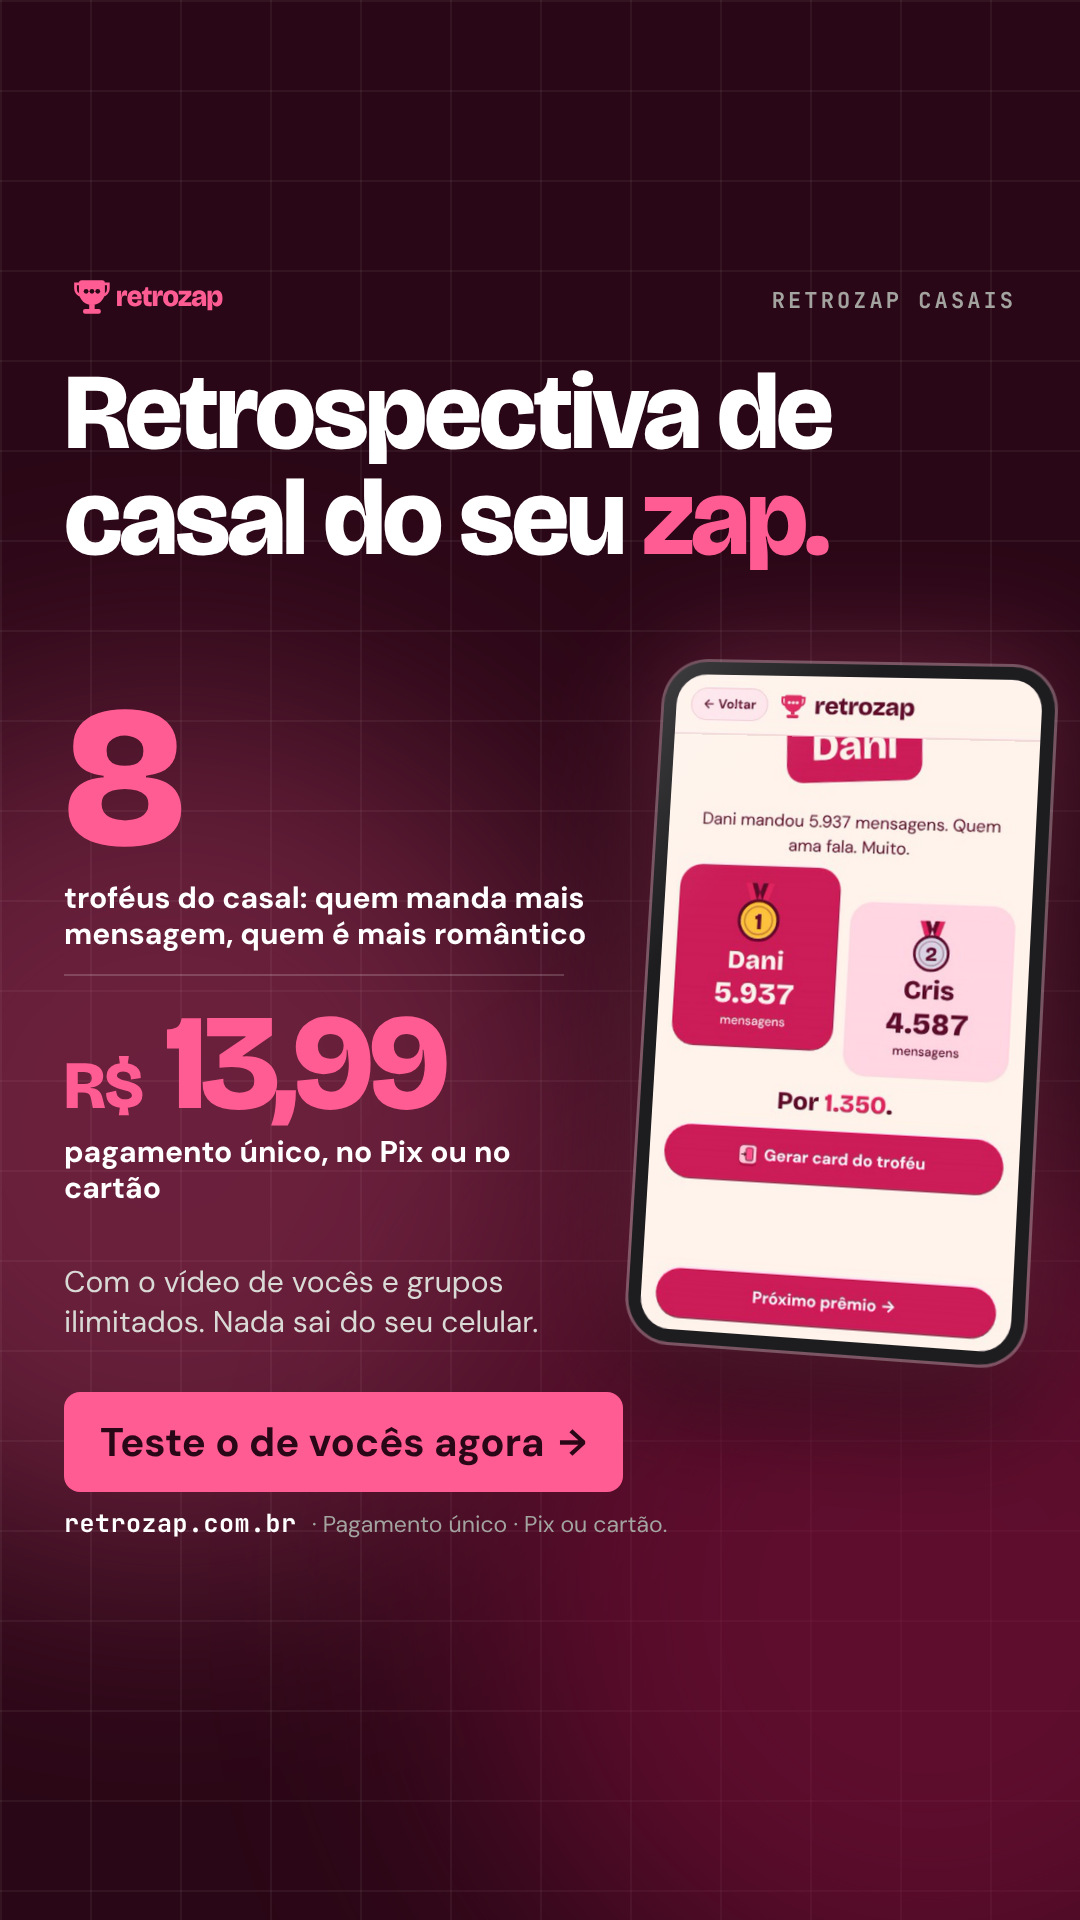 retrozap
RETROZAP CASAIS
Retrospectiva de
casal do seu zap.
8
troféus do casal: quem manda mais
mensagem, quem é mais romântico
R$ 13,99
pagamento único, no Pix ou no
cartão
Com o vídeo de vocês e grupos
ilimitados. Nada sai do seu celular.
Teste o de vocês agora →
retrozap.com.br · Pagamento único · Pix ou cartão.
← Voltar
retrozap
Dani
Dani mandou 5.937 mensagens. Quem
ama fala. Muito.
1
Dani
5.937
mensagens
2
Cris
4.587
mensagens
Por 1.350.
Gerar card do troféu
Próximo prêmio →